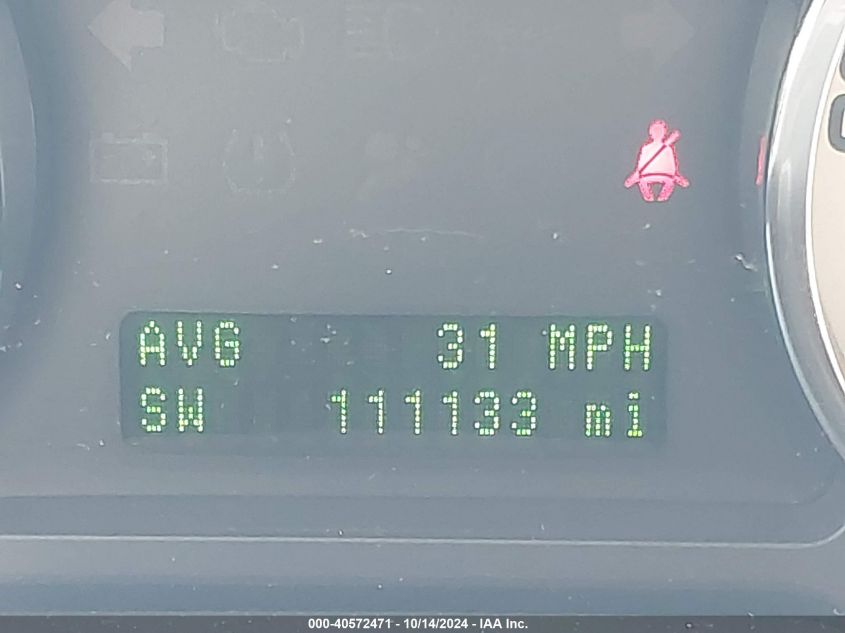 AVG 31 MPH
SW 111133 mi
000-40572471 - 10/14/2024 - IAA Inc.